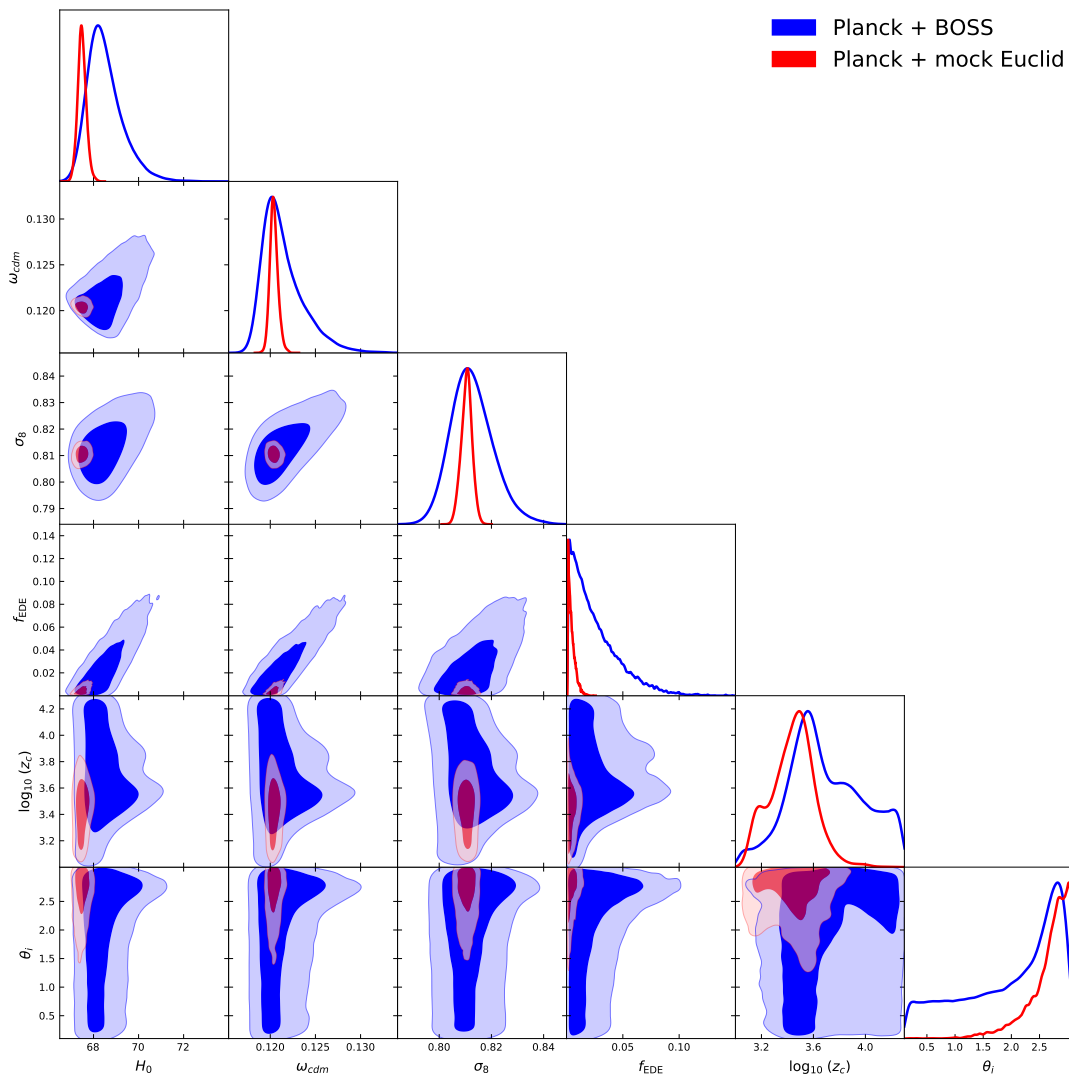 Planck + BOSS
Planck + mock Euclid
0.130
0.125
0.120
ω_cdm
0.84
0.83
0.82
0.81
0.80
0.79
σ_8
0.14
0.12
0.10
0.08
0.06
0.04
0.02
f_EDE
4.2
4.0
3.8
3.6
3.4
3.2
log_10 (z_c)
2.5
2.0
1.5
1.0
0.5
θ_i
68 70 72
0.120 0.125 0.130
0.80 0.82 0.84
0.05 0.10
3.2 3.6 4.0
0.5 1.0 1.5 2.0 2.5
H_0 ω_cdm σ_8 f_EDE log_10 (z_c) θ_i